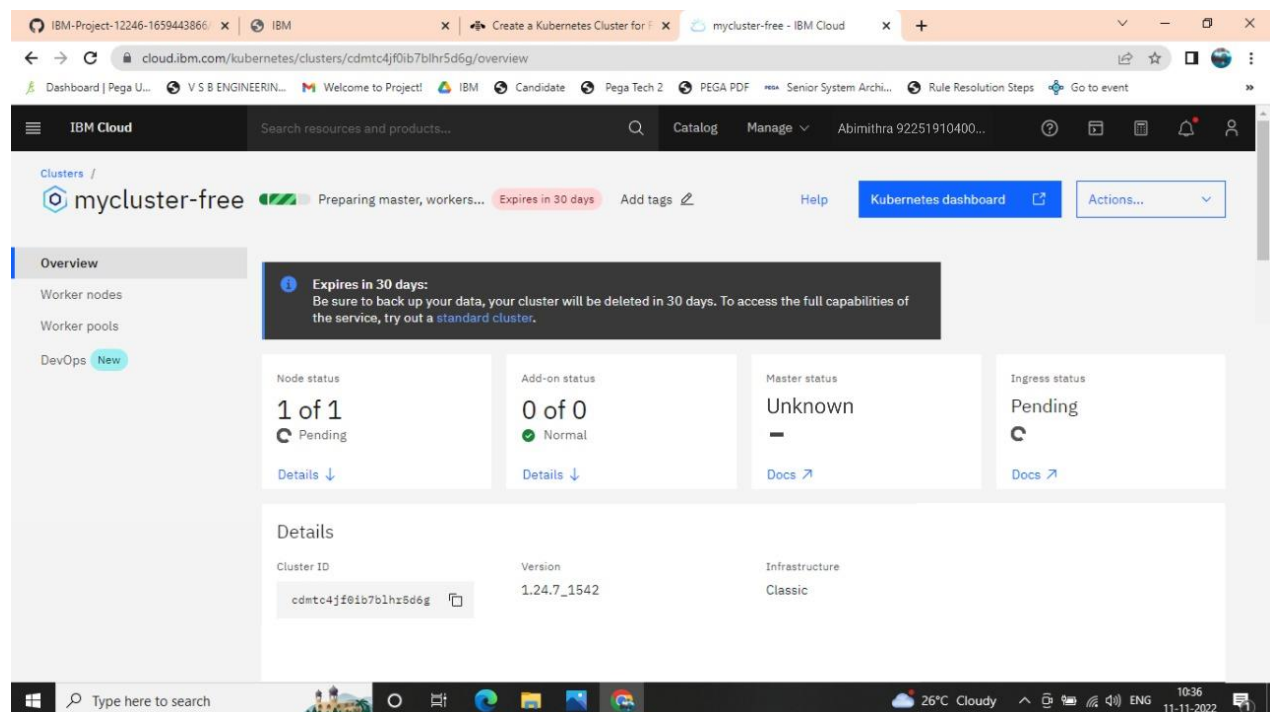 IBM-Project-12246-1659443866
IBM
Create a Kubernetes Cluster for F
mycluster-free - IBM Cloud
cloud.ibm.com/kubernetes/clusters/cdmtc4jf0ib7blhr5d6g/overview
Dashboard | Pega U...
V S B ENGINEERIN...
Welcome to Project!
IBM
Candidate
Pega Tech 2
PEGA PDF
Senior System Archi...
Rule Resolution Steps
Go to event
»
IBM Cloud
Search resources and products...
Catalog
Manage
Abimithra 92251910400...
Clusters /
mycluster-free
Preparing master, workers...
Expires in 30 days
Add tags
Help
Kubernetes dashboard
Actions...
Overview
Worker nodes
Worker pools
DevOps New
Expires in 30 days:
Be sure to back up your data, your cluster will be deleted in 30 days. To access the full capabilities of
the service, try out a standard cluster.
Node status
1 of 1
Pending
Details ↓
Add-on status
0 of 0
Normal
Details ↓
Master status
Unknown
–
Docs ↗
Ingress status
Pending
Docs ↗
Details
Cluster ID
cdmtc4jf0ib7blhr5d6g
Version
1.24.7_1542
Infrastructure
Classic
Type here to search
26°C Cloudy
ENG
10:36
11-11-2022